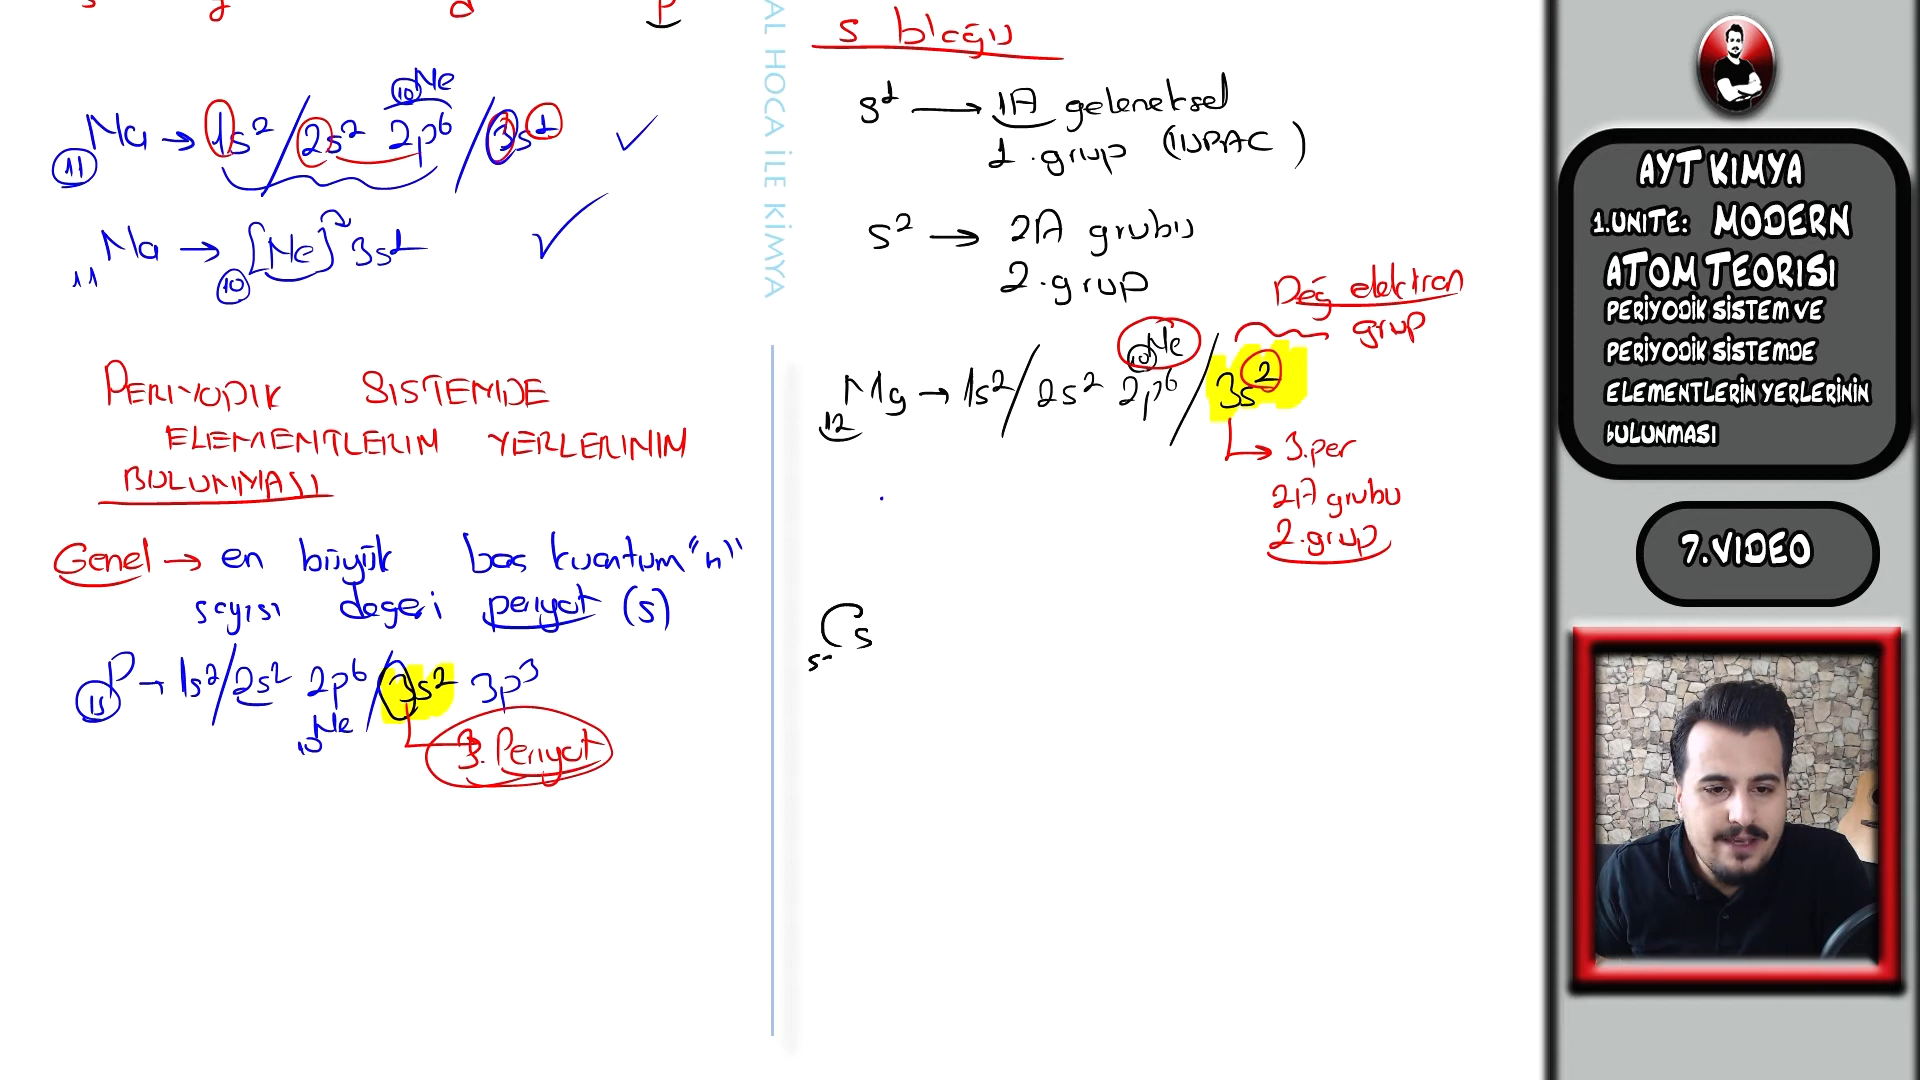 s g d p
₁₁Na → 1s² / 2s² 2p⁶ / 3s¹ ✓
₁₀Ne
₁₁Na → ₁₀[Ne] 3s¹ ✓
PERİYODİK SİSTEMDE
ELEMENTLERİN YERLERİNİN
BULUNMASI
Genel → en büyük baş kuantum "n"
sayısı değeri periyot (s)
₁₅P → 1s² / 2s² 2p⁶ / 3s² 3p³
₁₀Ne
3. Periyot
AL HOCA İLE KİMYA
s bloğu
s¹ → 1A geleneksel
1.grup (IUPAC)
s² → 2A grubu
2.grup
Değ elektron
grup
₁₀Ne
₁₂Mg → 1s² / 2s² 2p⁶ / 3s²
→ 3.per
2A grubu
2.grup
Cs
5
AYT KİMYA
1.ÜNİTE: MODERN
ATOM TEORİSİ
PERİYODİK SİSTEM VE
PERİYODİK SİSTEMDE
ELEMENTLERİN YERLERİNİN
BULUNMASI
7.VİDEO